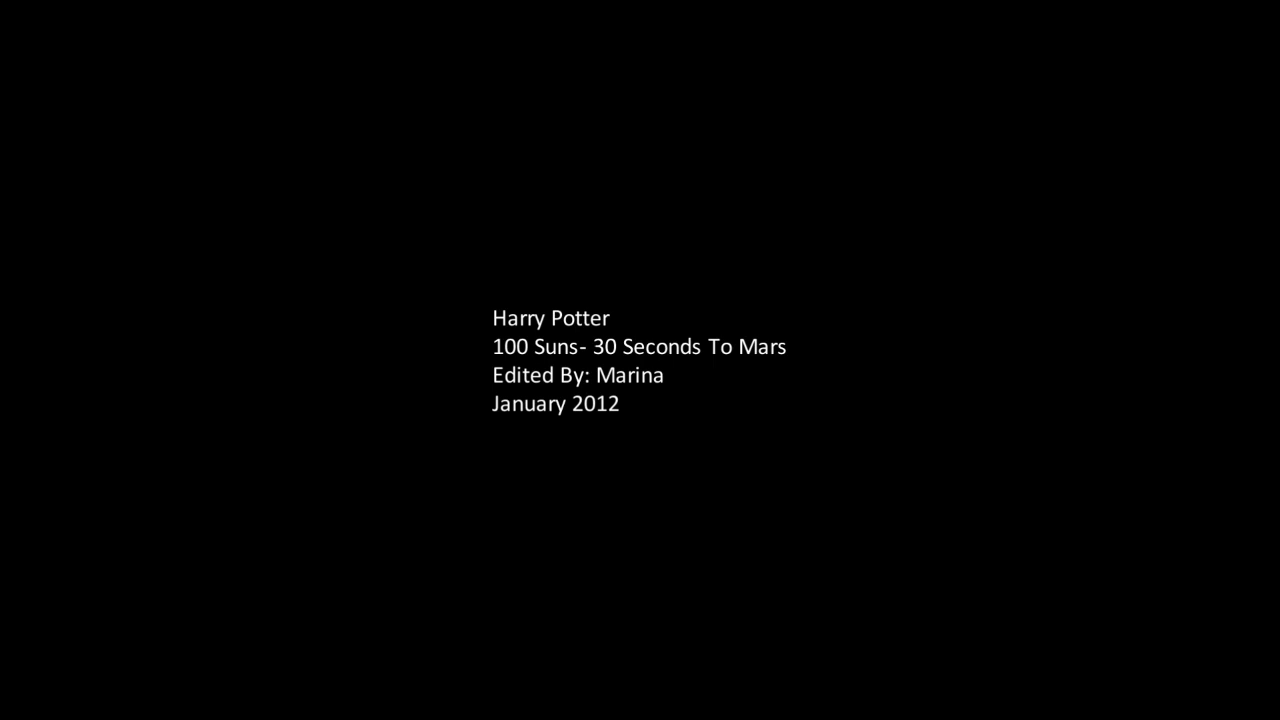 Harry Potter
100 Suns- 30 Seconds To Mars
Edited By: Marina
January 2012